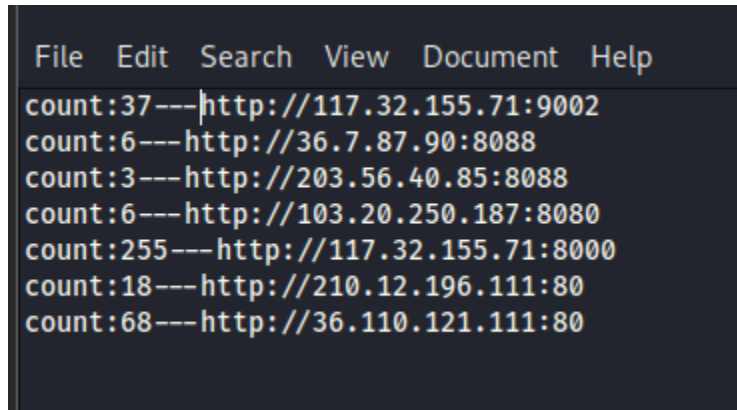 File Edit Search View Document Help
count:37---http://117.32.155.71:9002
count:6---http://36.7.87.90:8088
count:3---http://203.56.40.85:8088
count:6---http://103.20.250.187:8080
count:255---http://117.32.155.71:8000
count:18---http://210.12.196.111:80
count:68---http://36.110.121.111:80